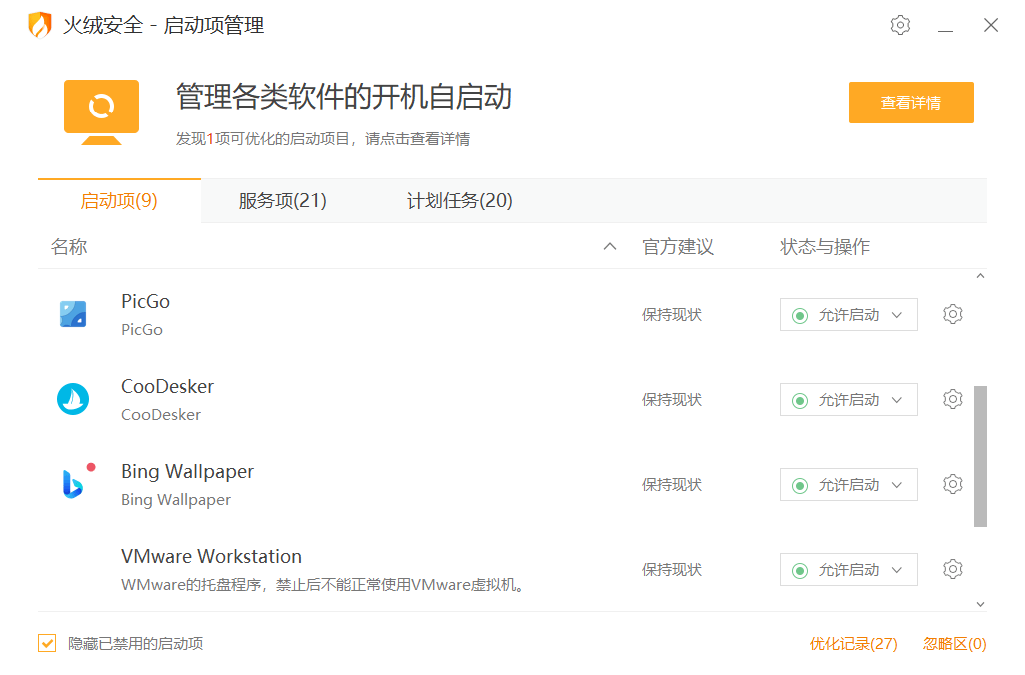 火绒安全 - 启动项管理
管理各类软件的开机自启动
发现1项可优化的启动项目，请点击查看详情
查看详情
启动项(9) 服务项(21) 计划任务(20)
名称 官方建议 状态与操作
PicGo
PicGo
保持现状 允许启动
CooDesker
CooDesker
保持现状 允许启动
Bing Wallpaper
Bing Wallpaper
保持现状 允许启动
VMware Workstation
WMware的托盘程序，禁止后不能正常使用VMware虚拟机。
保持现状 允许启动
隐藏已禁用的启动项 优化记录(27) 忽略区(0)